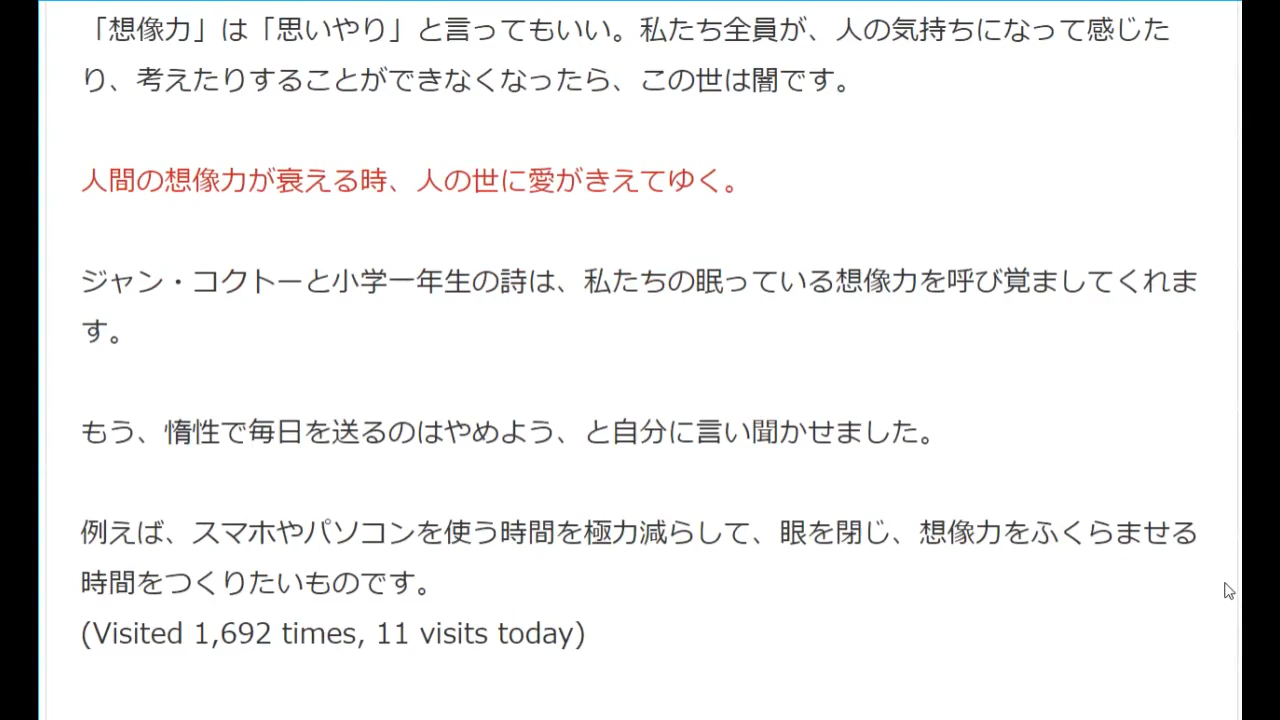 「想像力」は「思いやり」と言ってもいい。私たち全員が、人の気持ちになって感じた
り、考えたりすることができなくなったら、この世は闇です。
人間の想像力が衰える時、人の世に愛がきえてゆく。
ジャン・コクトーと小学一年生の詩は、私たちの眠っている想像力を呼び覚ましてくれま
す。
もう、惰性で毎日を送るのはやめよう、と自分に言い聞かせました。
例えば、スマホやパソコンを使う時間を極力減らして、眼を閉じ、想像力をふくらませる
時間をつくりたいものです。
(Visited 1,692 times, 11 visits today)